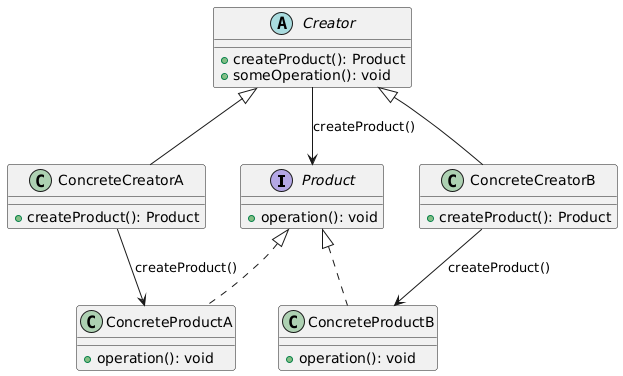 A Creator
createProduct(): Product
someOperation(): void
createProduct()
C ConcreteCreatorA
createProduct(): Product
I Product
operation(): void
C ConcreteCreatorB
createProduct(): Product
createProduct()
createProduct()
C ConcreteProductA
operation(): void
C ConcreteProductB
operation(): void